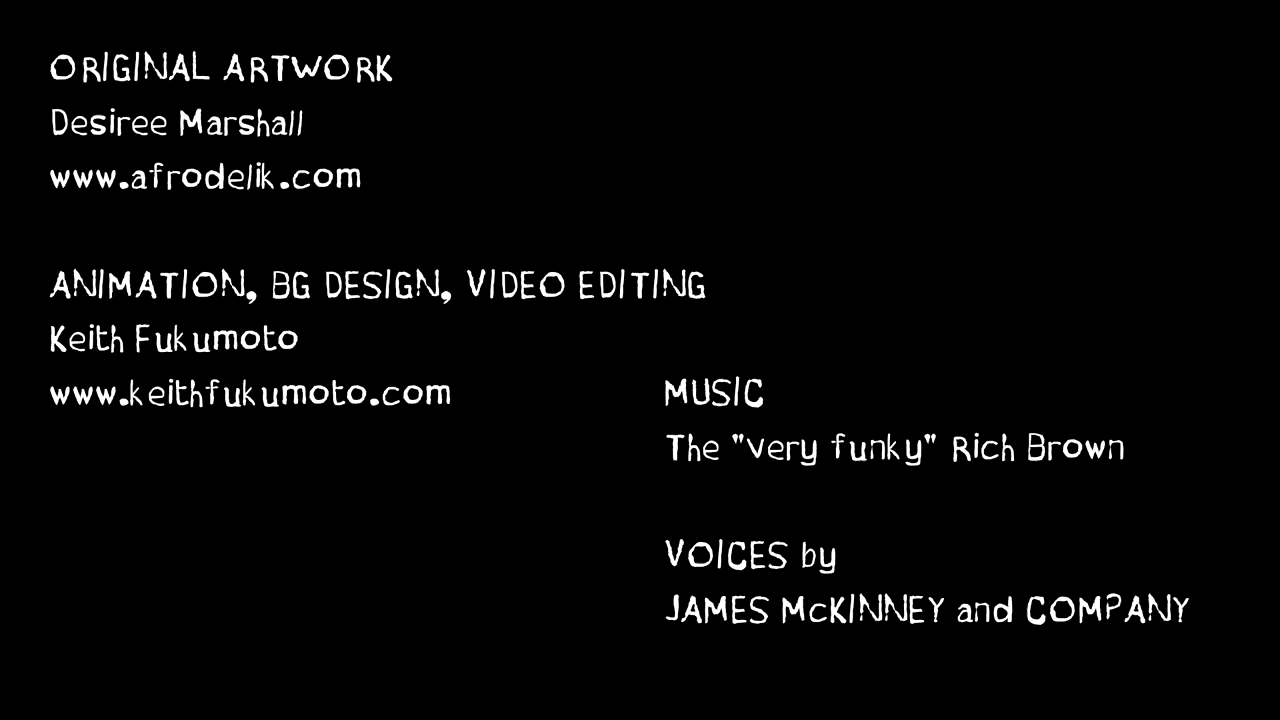 ORIGINAL ARTWORK
Desiree Marshall
www.afrodelik.com
ANIMATION, BG DESIGN, VIDEO EDITING
Keith Fukumoto
www.keithfukumoto.com
MUSIC
The "very funky" Rich Brown
VOICES by
JAMES McKINNEY and COMPANY